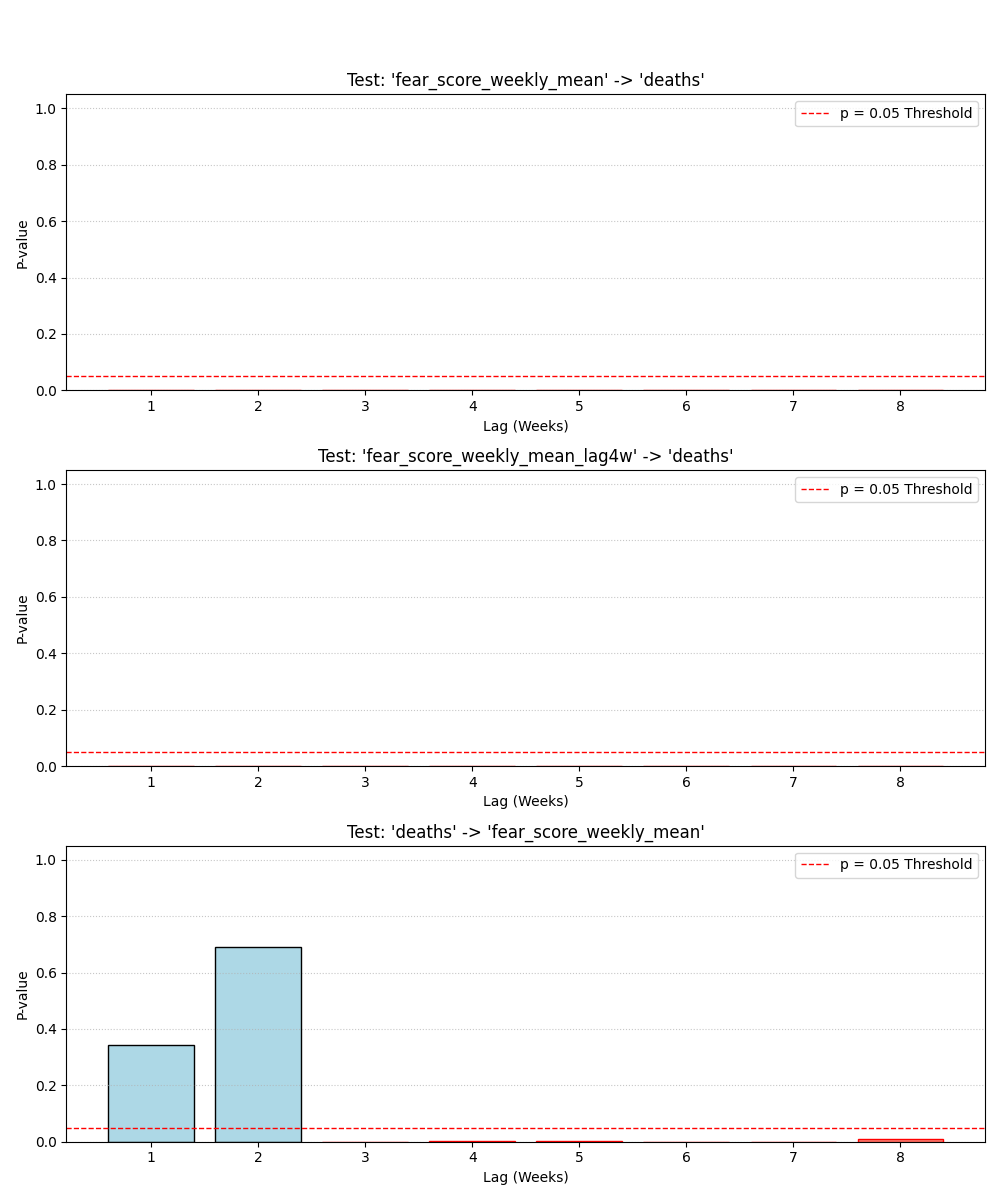 Test: 'fear_score_weekly_mean' -> 'deaths'
1.0
0.8
0.6
0.4
0.2
0.0
P-value
p = 0.05 Threshold
1 2 3 4 5 6 7 8
Lag (Weeks)
Test: 'fear_score_weekly_mean_lag4w' -> 'deaths'
1.0
0.8
0.6
0.4
0.2
0.0
P-value
p = 0.05 Threshold
1 2 3 4 5 6 7 8
Lag (Weeks)
Test: 'deaths' -> 'fear_score_weekly_mean'
1.0
0.8
0.6
0.4
0.2
0.0
P-value
p = 0.05 Threshold
1 2 3 4 5 6 7 8
Lag (Weeks)